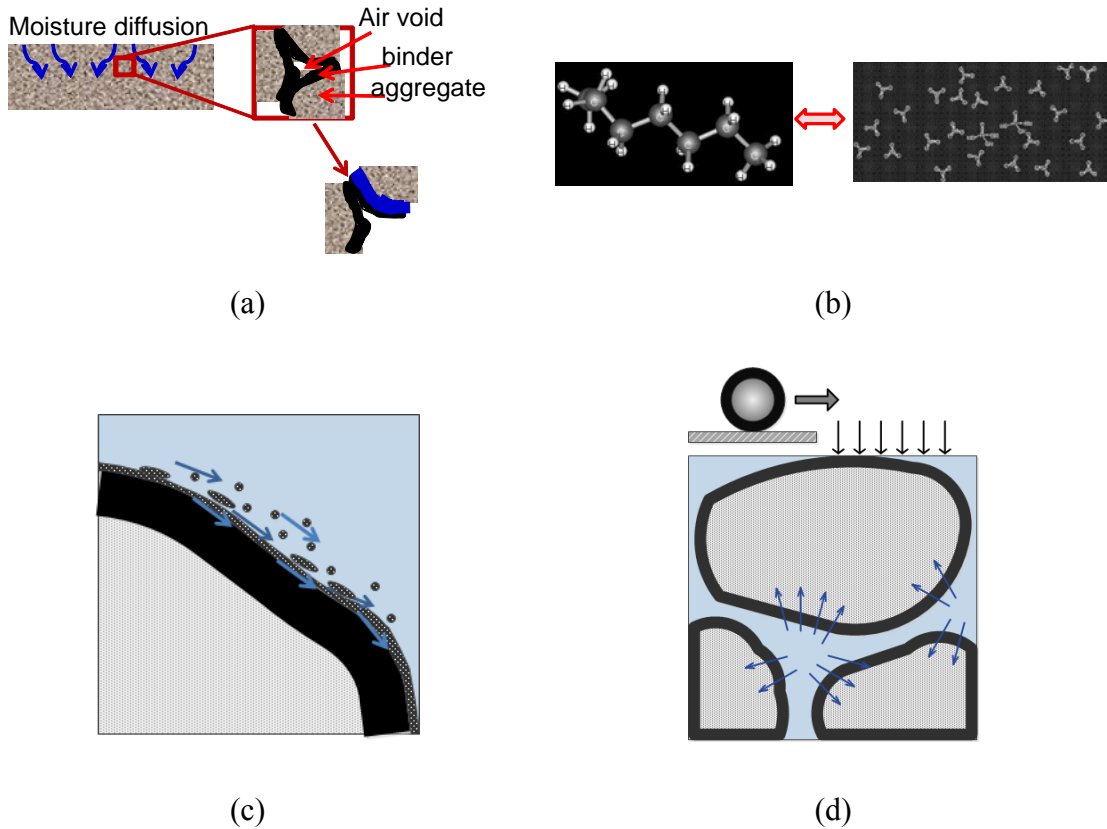 Moisture diffusion
Air void
binder
aggregate
(a)
(b)
(c)
(d)